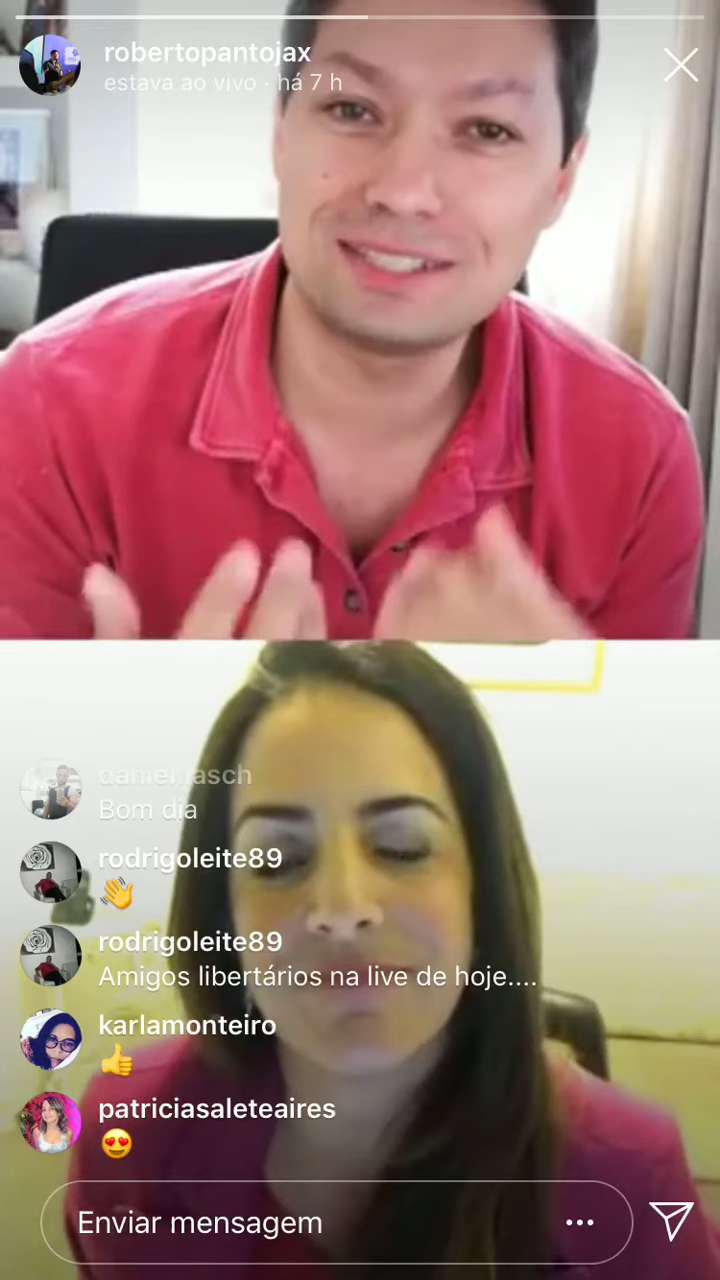 robertopantojax
estava ao vivo · há 7 h
Bom dia
rodrigoleite89
rodrigoleite89
Amigos libertários na live de hoje....
karlamonteiro
patriciasaleteaires
Enviar mensagem